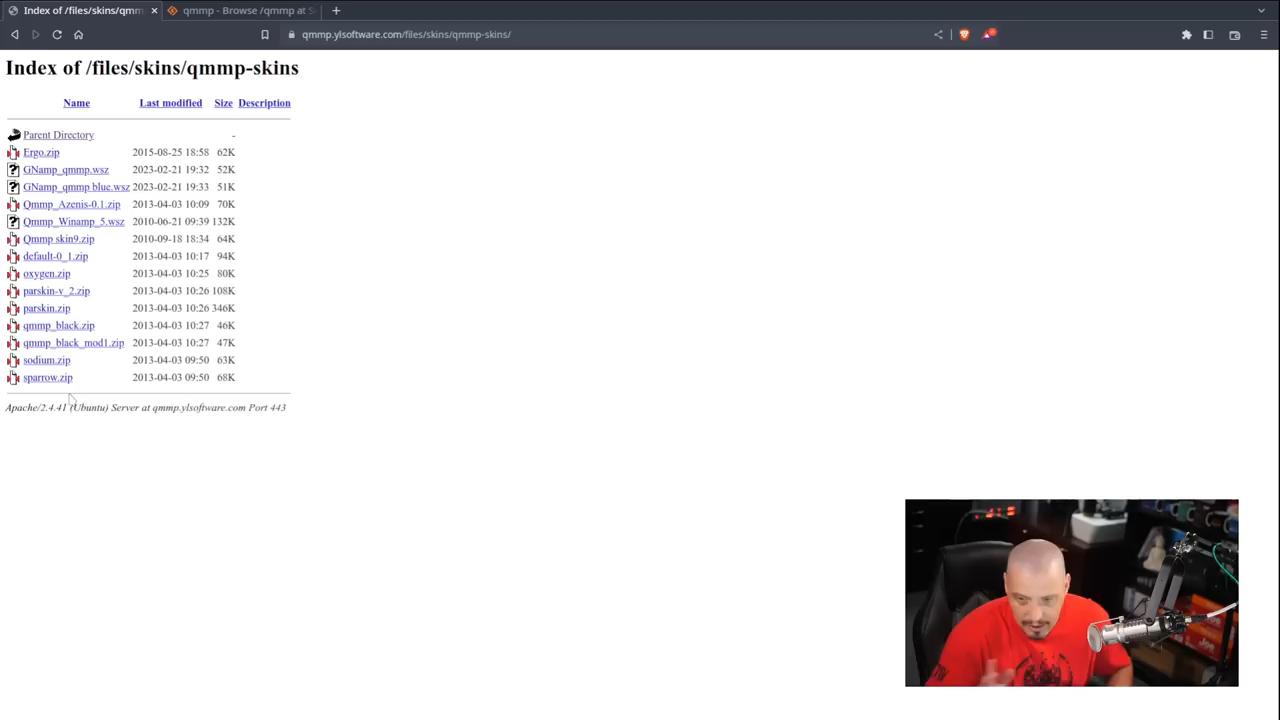 Index of /files/skins/qmm
qmmp - Browse /qmmp at S
qmmp.ylsoftware.com/files/skins/qmmp-skins/
Index of /files/skins/qmmp-skins
Name Last modified Size Description
Parent Directory -
Ergo.zip 2015-08-25 18:58 62K
GNamp_qmmp.wsz 2023-02-21 19:32 52K
GNamp_qmmp blue.wsz 2023-02-21 19:33 51K
Qmmp_Azenis-0.1.zip 2013-04-03 10:09 70K
Qmmp_Winamp_5.wsz 2010-06-21 09:39 132K
Qmmp skin9.zip 2010-09-18 18:34 64K
default-0_1.zip 2013-04-03 10:17 94K
oxygen.zip 2013-04-03 10:25 80K
parskin-v_2.zip 2013-04-03 10:26 108K
parskin.zip 2013-04-03 10:26 346K
qmmp_black.zip 2013-04-03 10:27 46K
qmmp_black_mod1.zip 2013-04-03 10:27 47K
sodium.zip 2013-04-03 09:50 63K
sparrow.zip 2013-04-03 09:50 68K
Apache/2.4.41 (Ubuntu) Server at qmmp.ylsoftware.com Port 443